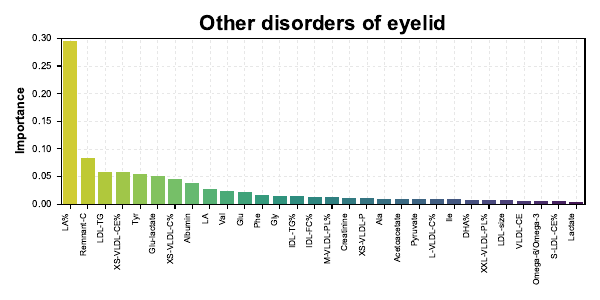 Other disorders of eyelid
Importance
0.30
0.25
0.20
0.15
0.10
0.05
0.00
LA%
Remnant-C
LDL-TG
XS-VLDL-CE%
Tyr
Glu-lactate
XS-VLDL-C%
Albumin
LA
Val
Glu
Phe
Gly
IDL-TG%
IDL-FC%
M-VLDL-PL%
Creatinine
XS-VLDL-P
Ala
Acetoacetate
Pyruvate
L-VLDL-C%
Ile
DHA%
XXL-VLDL-PL%
LDL-size
VLDL-CE
Omega-6/Omega-3
S-LDL-CE%
Lactate